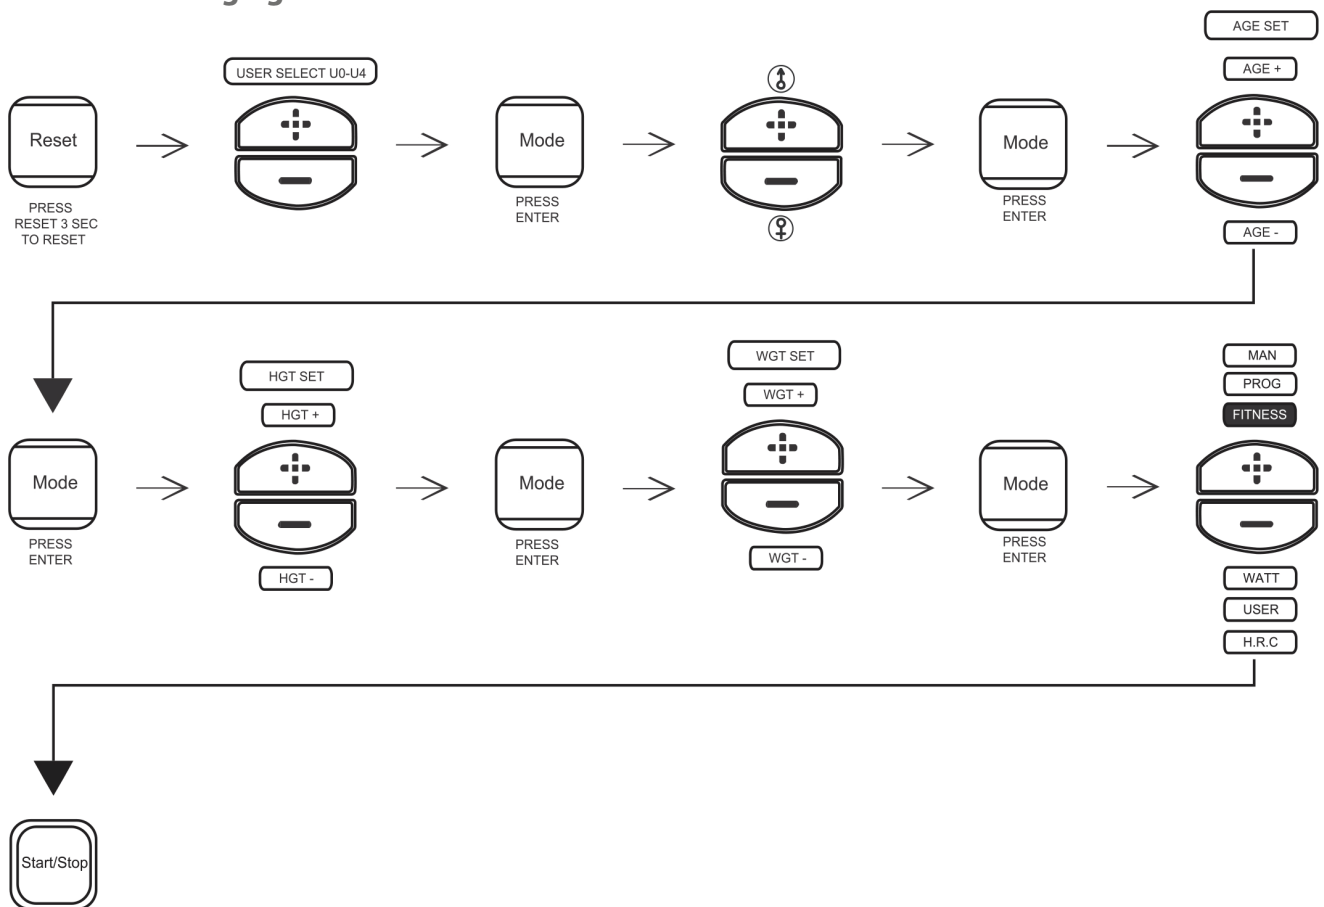 USER SELECT U0-U4
Reset
PRESS
RESET 3 SEC
TO RESET
Mode
PRESS
ENTER
Mode
PRESS
ENTER
AGE SET
AGE +
AGE -
Mode
PRESS
ENTER
HGT SET
HGT +
HGT -
Mode
PRESS
ENTER
WGT SET
WGT +
WGT -
Mode
PRESS
ENTER
MAN
PROG
FITNESS
WATT
USER
H.R.C
Start/Stop